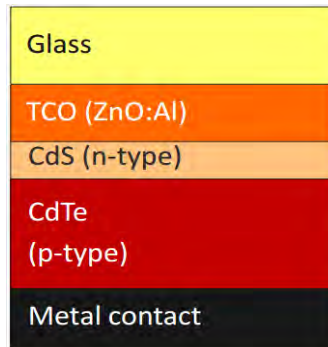 Glass
TCO (ZnO:Al)
CdS (n-type)
CdTe
(p-type)
Metal contact